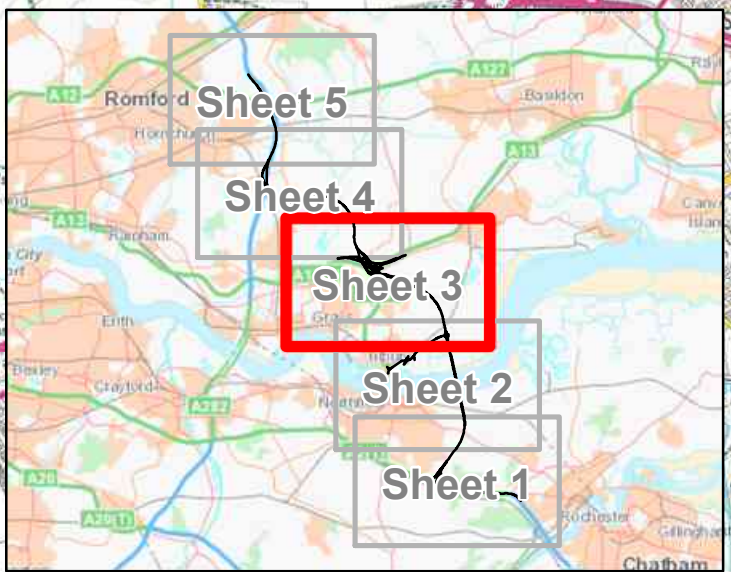 A127
A12
Romford
Sheet 5
Basildon
Hornchurch
A13
Sheet 4
A13
Rainham
Sheet 3
Erith
Bexley
Crayford
Sheet 2
A282
A20
Sheet 1
A20(T)
Rochester
Gillingham
Chatham